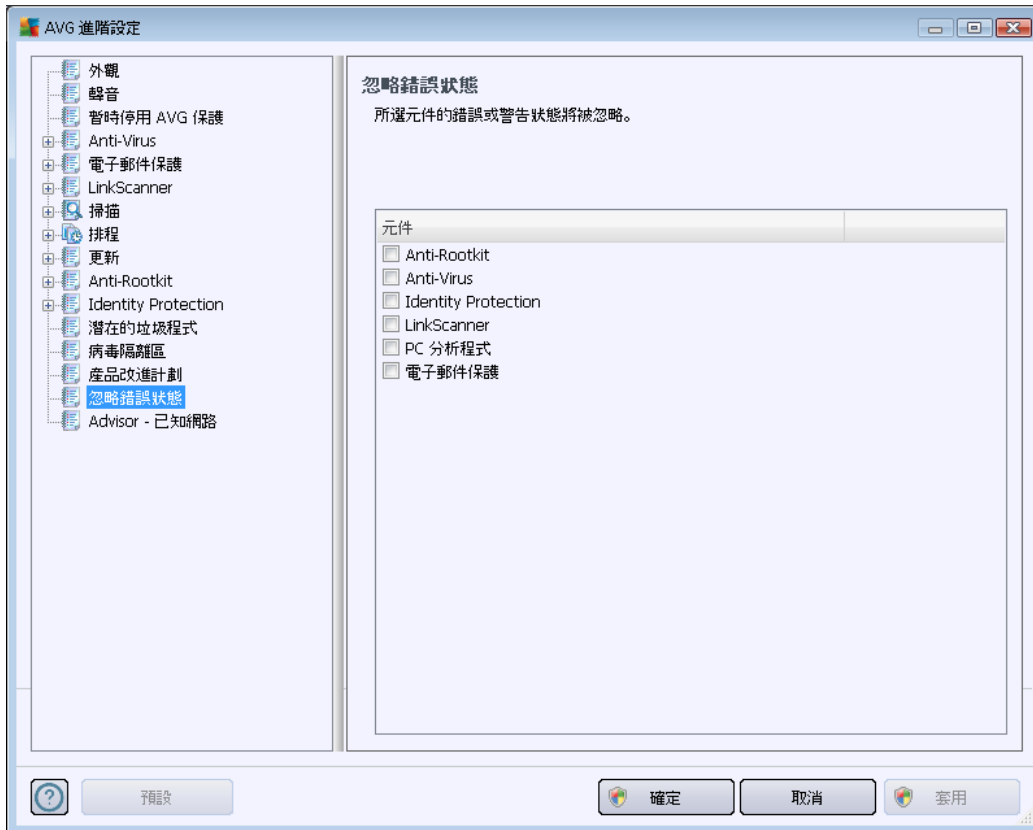 AVG 進階設定
外觀
聲音
暫時停用 AVG 保護
Anti-Virus
電子郵件保護
LinkScanner
掃描
排程
更新
Anti-Rootkit
Identity Protection
潛在的垃圾程式
病毒隔離區
產品改進計劃
忽略錯誤狀態
Advisor - 已知網路
忽略錯誤狀態
所選元件的錯誤或警告狀態將被忽略。
元件
Anti-Rootkit
Anti-Virus
Identity Protection
LinkScanner
PC 分析程式
電子郵件保護
預設
確定
取消
套用